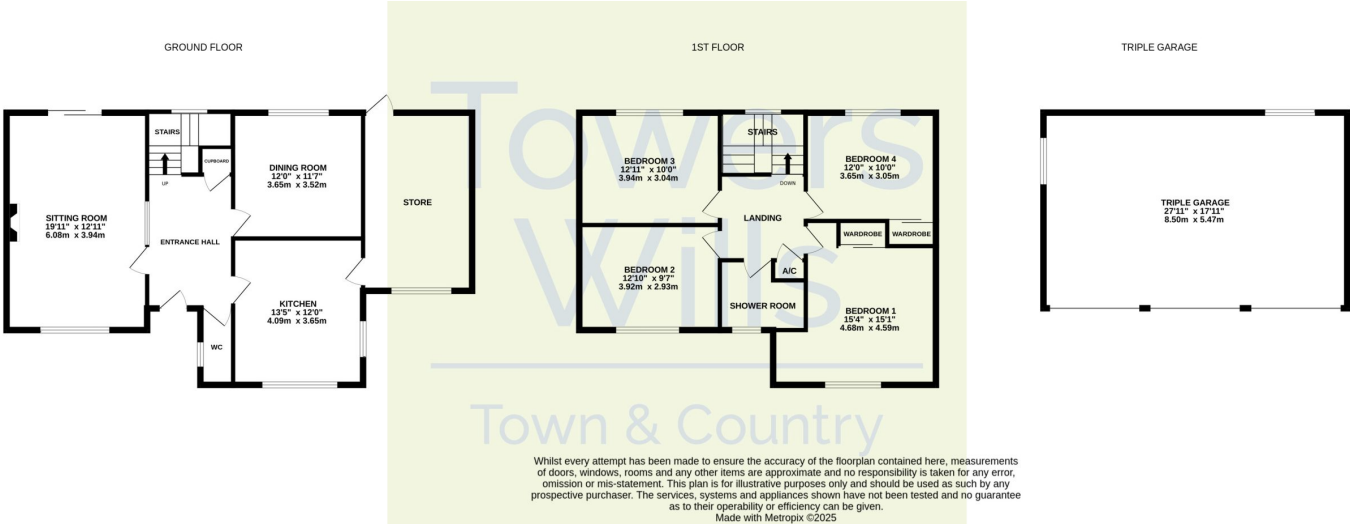 GROUND FLOOR
1ST FLOOR
TRIPLE GARAGE
Towers
Wills
Town & Country
STAIRS
CUPBOARD
UP
DINING ROOM
12'0" x 11'7"
3.65m x 3.52m
SITTING ROOM
19'11" x 12'11"
6.08m x 3.94m
ENTRANCE HALL
STORE
KITCHEN
13'5" x 12'0"
4.09m x 3.65m
WC
STAIRS
DOWN
BEDROOM 3
12'11" x 10'0"
3.94m x 3.04m
BEDROOM 4
12'0" x 10'0"
3.65m x 3.05m
LANDING
WARDROBE
WARDROBE
BEDROOM 2
12'10" x 9'7"
3.92m x 2.93m
A/C
SHOWER ROOM
BEDROOM 1
15'4" x 15'1"
4.68m x 4.59m
TRIPLE GARAGE
27'11" x 17'11"
8.50m x 5.47m
Whilst every attempt has been made to ensure the accuracy of the floorplan contained here, measurements
of doors, windows, rooms and any other items are approximate and no responsibility is taken for any error,
omission or mis-statement. This plan is for illustrative purposes only and should be used as such by any
prospective purchaser. The services, systems and appliances shown have not been tested and no guarantee
as to their operability or efficiency can be given.
Made with Metropix ©2025